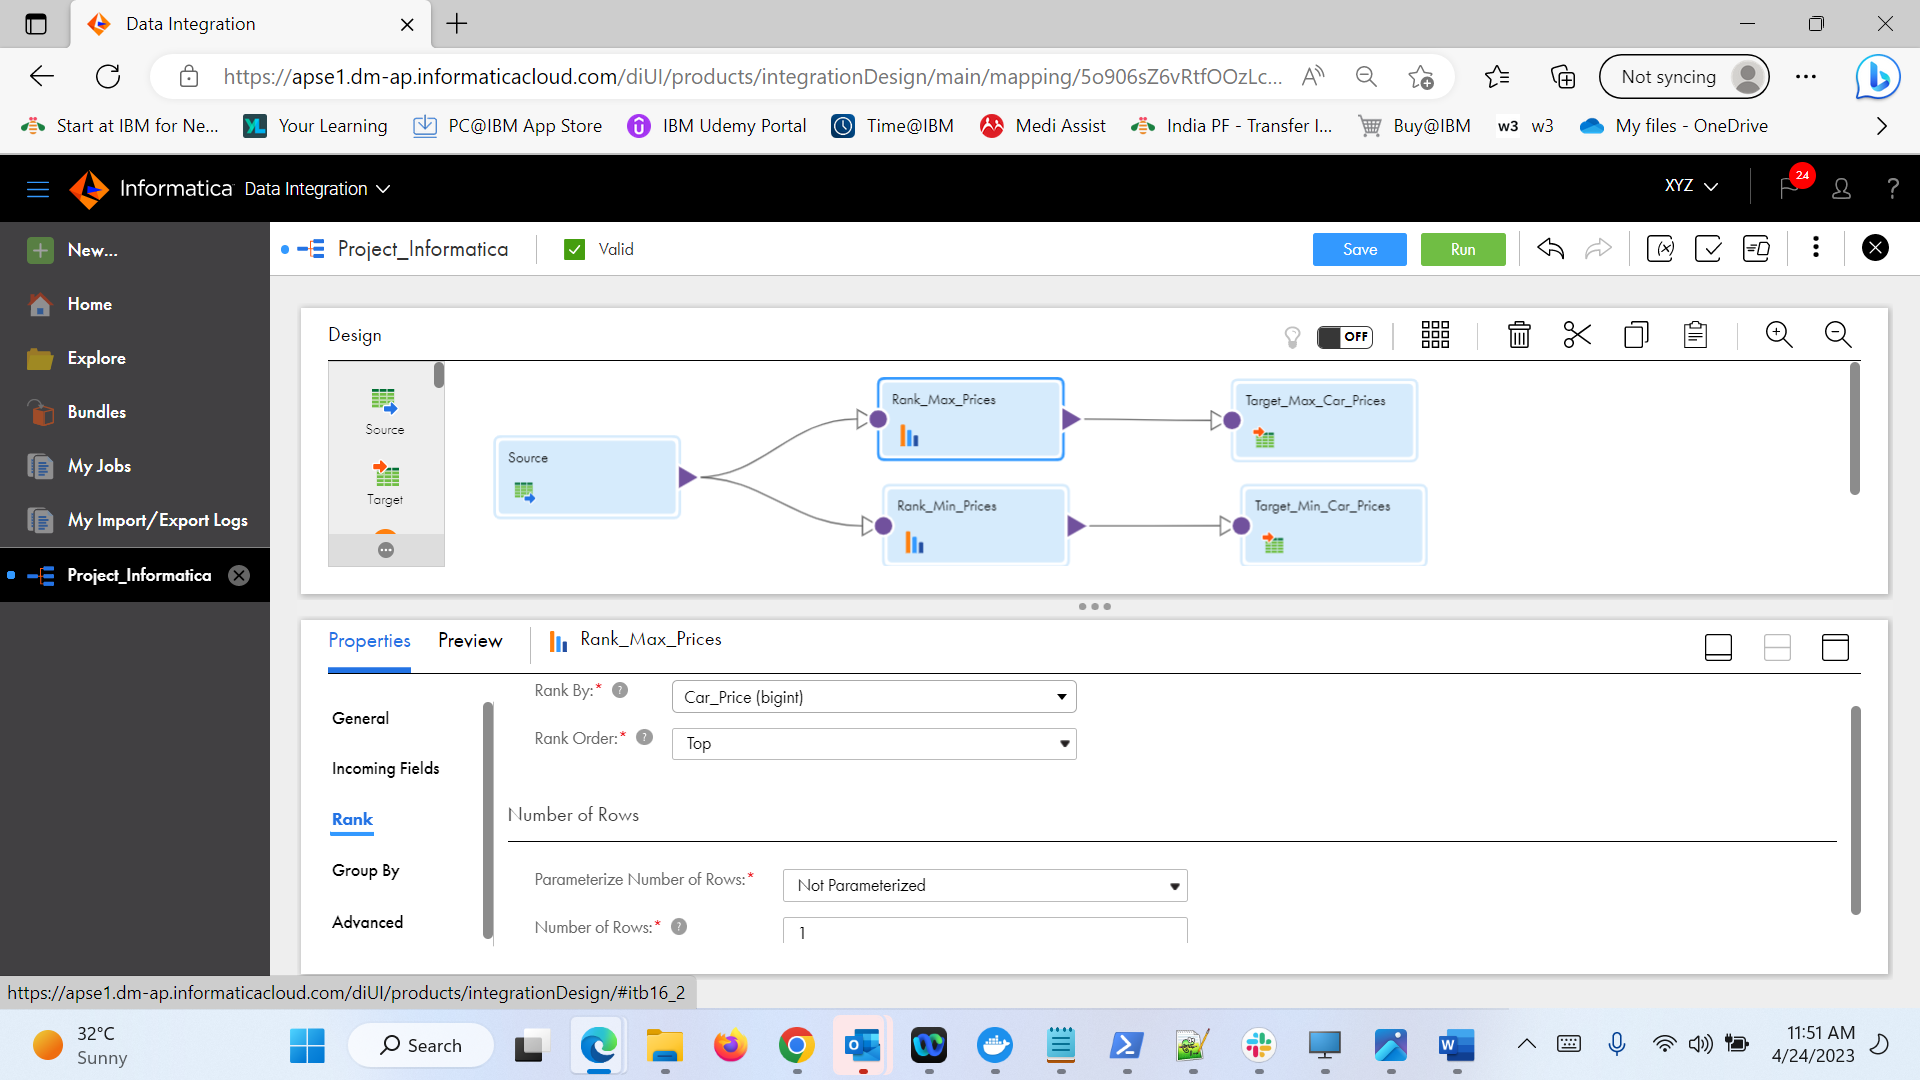 Data Integration
https://apse1.dm-ap.informaticacloud.com/diUI/products/integrationDesign/main/mapping/5o906sZ6vRtfOOzLc...
Not syncing
Start at IBM for Ne...
Your Learning
PC@IBM App Store
IBM Udemy Portal
Time@IBM
Medi Assist
India PF - Transfer I...
Buy@IBM
w3 w3
My files - OneDrive
Informatica Data Integration
XYZ
24
?
New...
Home
Explore
Bundles
My Jobs
My Import/Export Logs
Project_Informatica
Project_Informatica
Valid
Save
Run
Design
OFF
Source
Target
Source
Rank_Max_Prices
Target_Max_Car_Prices
Rank_Min_Prices
Target_Min_Car_Prices
Properties
Preview
Rank_Max_Prices
General
Incoming Fields
Rank
Group By
Advanced
Rank By:* ?
Car_Price (bigint)
Rank Order:* ?
Top
Number of Rows
Parameterize Number of Rows:*
Not Parameterized
Number of Rows:* ?
1
https://apse1.dm-ap.informaticacloud.com/diUI/products/integrationDesign/#itb16_2
32°C
Sunny
Search
11:51 AM
4/24/2023